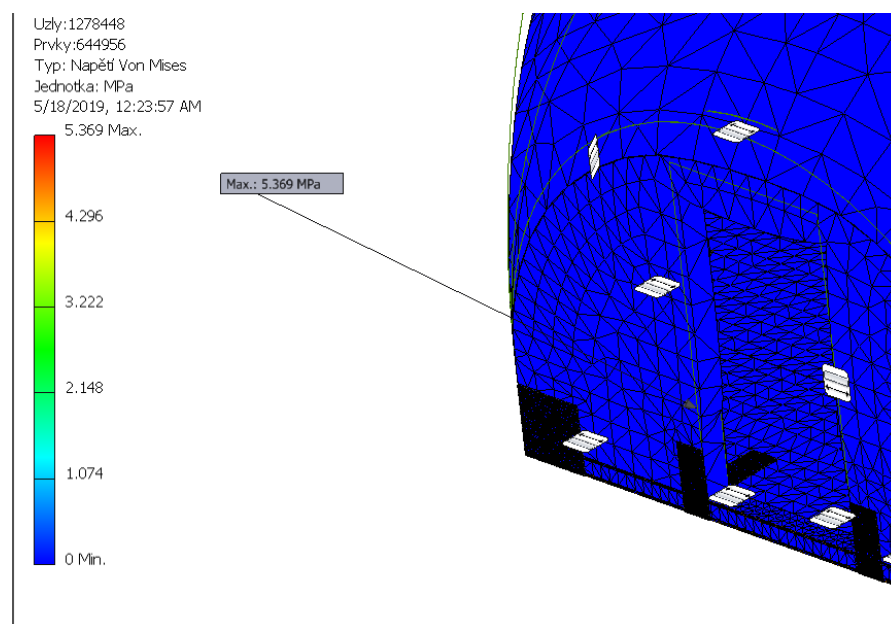 Uzly:1278448
Prvky:644956
Typ: Napětí Von Mises
Jednotka: MPa
5/18/2019, 12:23:57 AM
5.369 Max.
Max.: 5.369 MPa
4.296
3.222
2.148
1.074
0 Min.